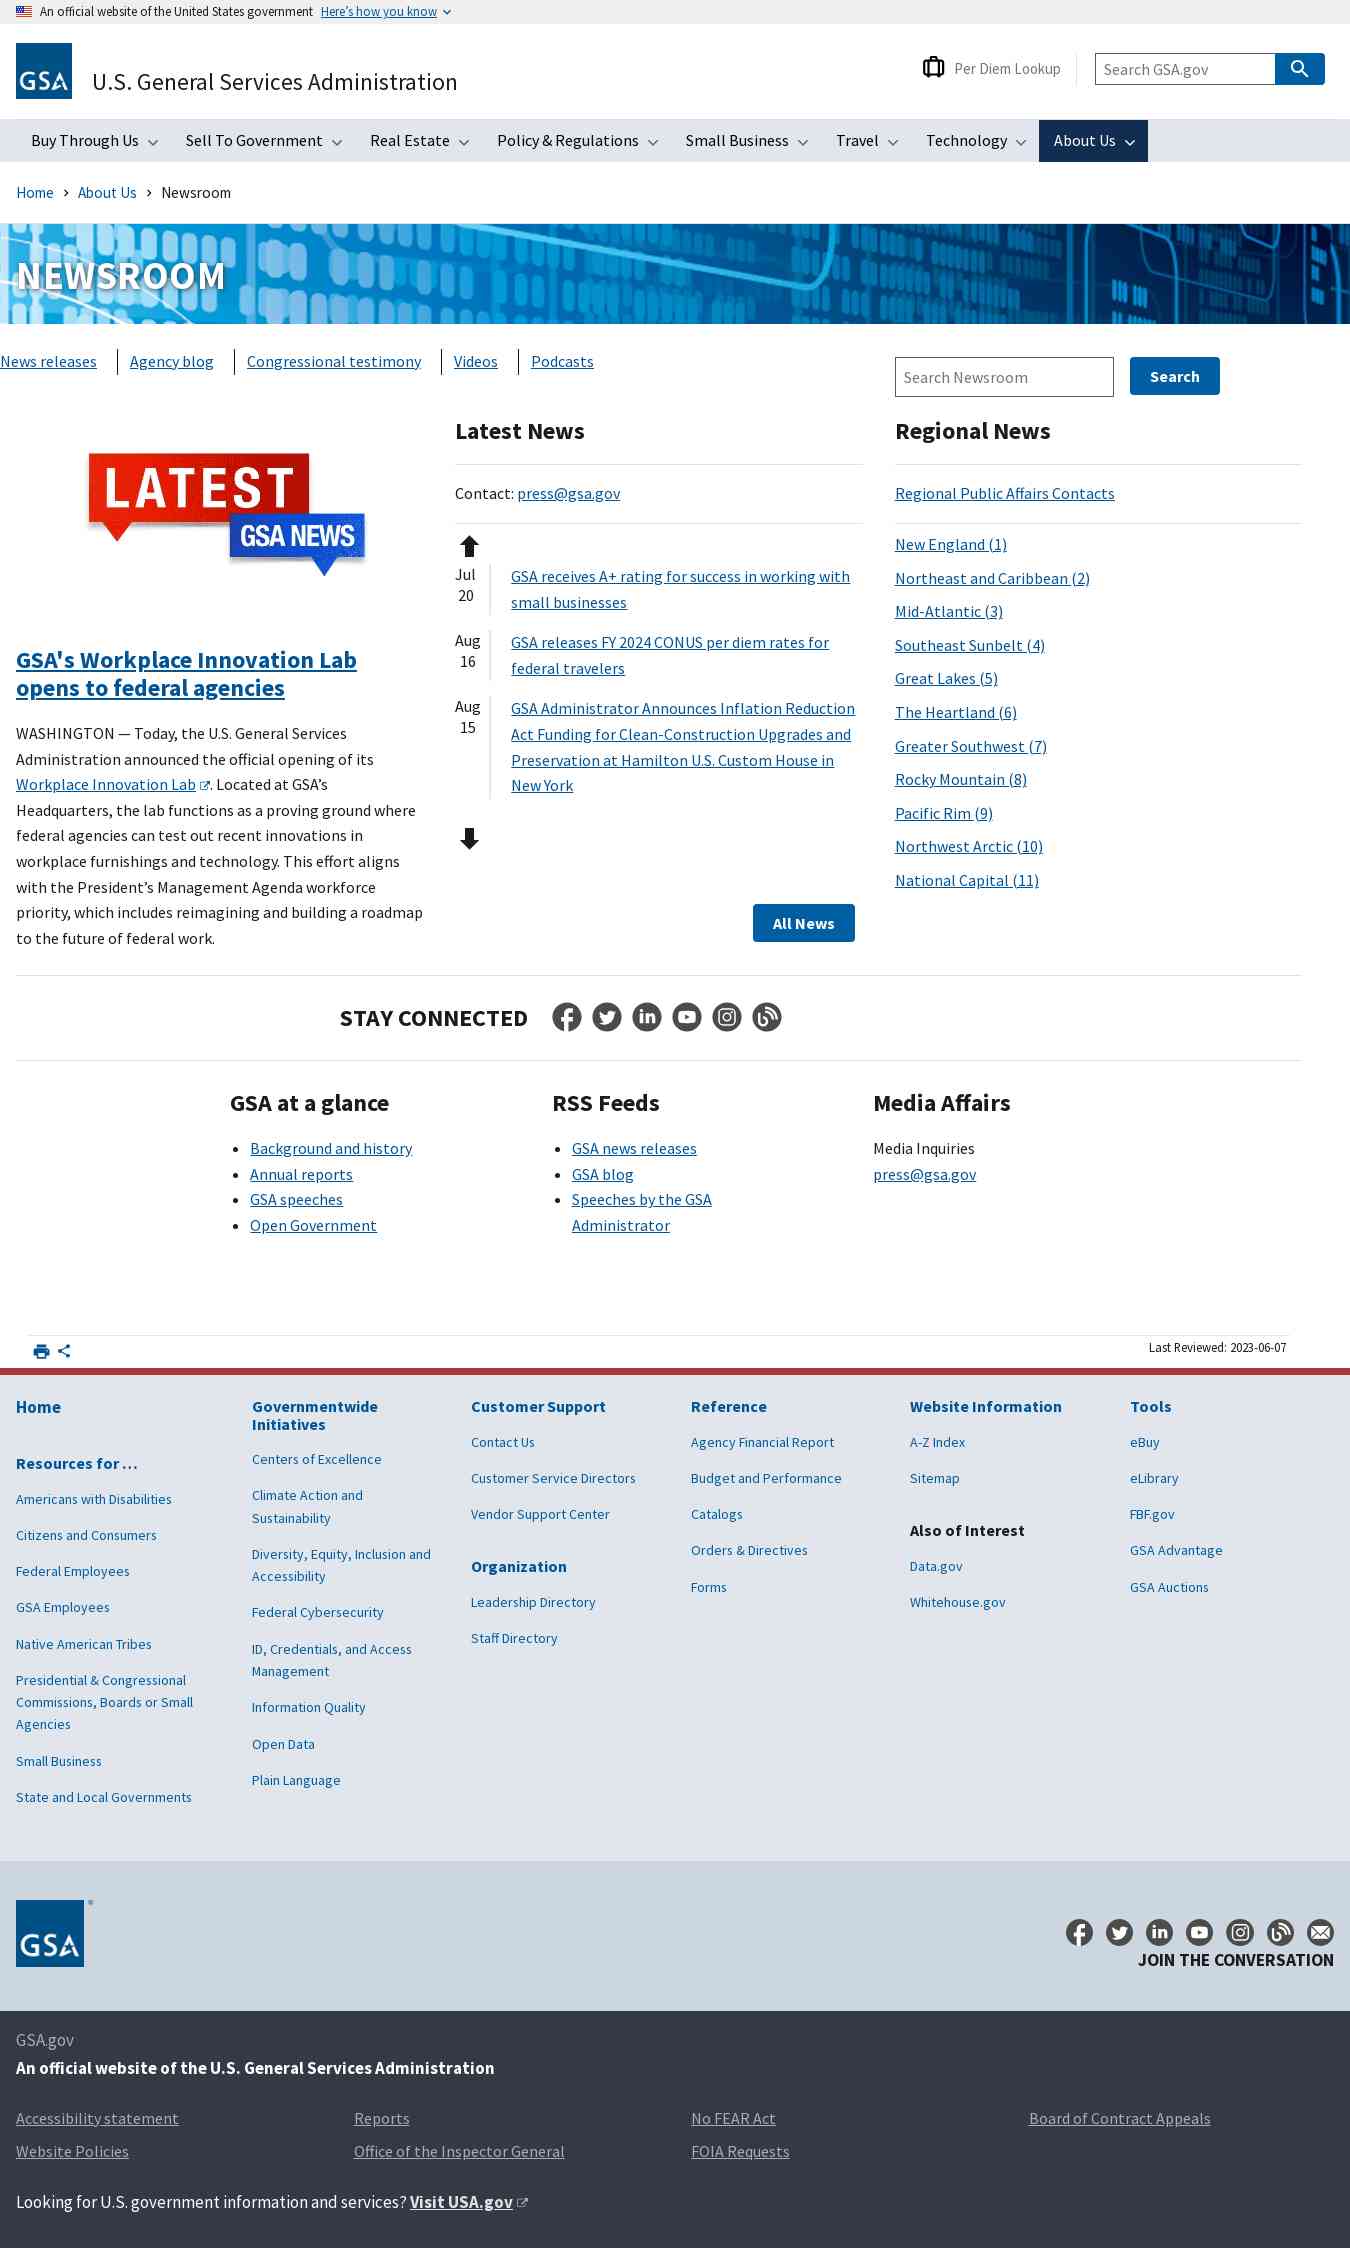 An official website of the United States government Here's how you know
GSA
U.S. General Services Administration
Per Diem Lookup
Search GSA.gov
Buy Through Us
Sell To Government
Real Estate
Policy & Regulations
Small Business
Travel
Technology
About Us
Home
About Us
Newsroom
NEWSROOM
News releases
Agency blog
Congressional testimony
Videos
Podcasts
Search Newsroom
Search
LATEST
GSA NEWS
GSA's Workplace Innovation Lab
opens to federal agencies
WASHINGTON — Today, the U.S. General Services
Administration announced the official opening of its
Workplace Innovation Lab. Located at GSA’s
Headquarters, the lab functions as a proving ground where
federal agencies can test out recent innovations in
workplace furnishings and technology. This effort aligns
with the President’s Management Agenda workforce
priority, which includes reimagining and building a roadmap
to the future of federal work.
Latest News
Contact: press@gsa.gov
Jul
20
GSA receives A+ rating for success in working with
small businesses
Aug
16
GSA releases FY 2024 CONUS per diem rates for
federal travelers
Aug
15
GSA Administrator Announces Inflation Reduction
Act Funding for Clean-Construction Upgrades and
Preservation at Hamilton U.S. Custom House in
New York
All News
Regional News
Regional Public Affairs Contacts
New England (1)
Northeast and Caribbean (2)
Mid-Atlantic (3)
Southeast Sunbelt (4)
Great Lakes (5)
The Heartland (6)
Greater Southwest (7)
Rocky Mountain (8)
Pacific Rim (9)
Northwest Arctic (10)
National Capital (11)
STAY CONNECTED
GSA at a glance
Background and history
Annual reports
GSA speeches
Open Government
RSS Feeds
GSA news releases
GSA blog
Speeches by the GSA
Administrator
Media Affairs
Media Inquiries
press@gsa.gov
Last Reviewed: 2023-06-07
Home
Resources for …
Americans with Disabilities
Citizens and Consumers
Federal Employees
GSA Employees
Native American Tribes
Presidential & Congressional
Commissions, Boards or Small
Agencies
Small Business
State and Local Governments
Governmentwide
Initiatives
Centers of Excellence
Climate Action and
Sustainability
Diversity, Equity, Inclusion and
Accessibility
Federal Cybersecurity
ID, Credentials, and Access
Management
Information Quality
Open Data
Plain Language
Customer Support
Contact Us
Customer Service Directors
Vendor Support Center
Organization
Leadership Directory
Staff Directory
Reference
Agency Financial Report
Budget and Performance
Catalogs
Orders & Directives
Forms
Website Information
A-Z Index
Sitemap
Also of Interest
Data.gov
Whitehouse.gov
Tools
eBuy
eLibrary
FBF.gov
GSA Advantage
GSA Auctions
GSA
JOIN THE CONVERSATION
GSA.gov
An official website of the U.S. General Services Administration
Accessibility statement
Reports
No FEAR Act
Board of Contract Appeals
Website Policies
Office of the Inspector General
FOIA Requests
Looking for U.S. government information and services? Visit USA.gov